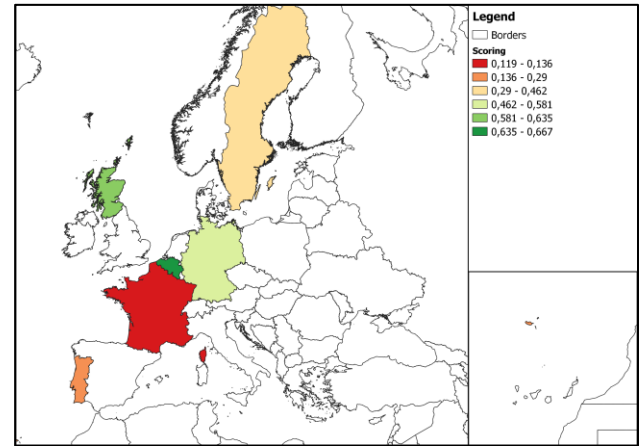 Legend
Borders
Scoring
0,119 - 0,136
0,136 - 0,29
0,29 - 0,462
0,462 - 0,581
0,581 - 0,635
0,635 - 0,667